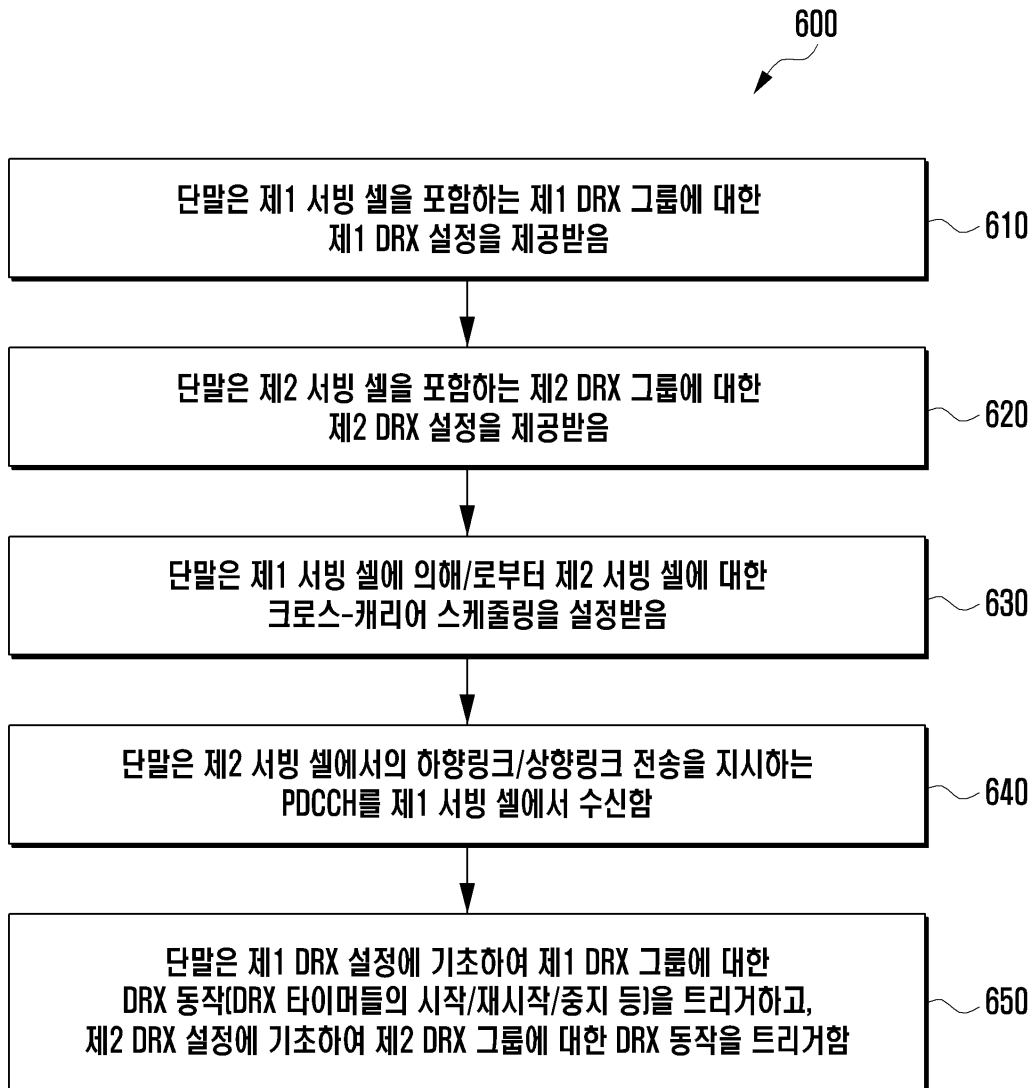 600
단말은 제1 서빙 셀을 포함하는 제1 DRX 그룹에 대한
제1 DRX 설정을 제공받음
610
단말은 제2 서빙 셀을 포함하는 제2 DRX 그룹에 대한
제2 DRX 설정을 제공받음
620
단말은 제1 서빙 셀에 의해/로부터 제2 서빙 셀에 대한
크로스-캐리어 스케줄링을 설정받음
630
단말은 제2 서빙 셀에서의 하향링크/상향링크 전송을 지시하는
PDCCH를 제1 서빙 셀에서 수신함
640
단말은 제1 DRX 설정에 기초하여 제1 DRX 그룹에 대한
DRX 동작(DRX 타이머들의 시작/재시작/중지 등)을 트리거하고,
제2 DRX 설정에 기초하여 제2 DRX 그룹에 대한 DRX 동작을 트리거함
650